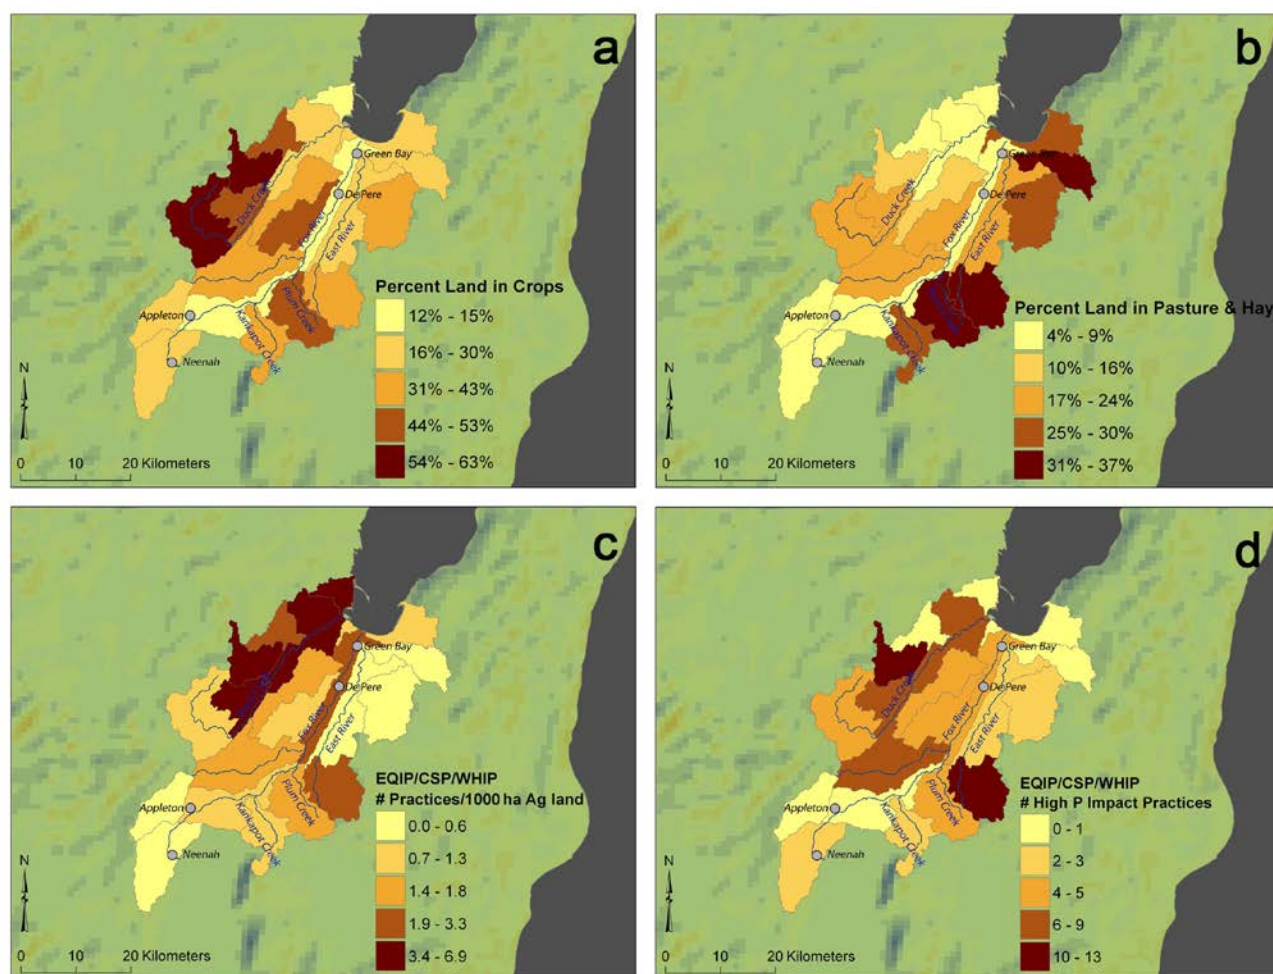 a
Green Bay
De Pere
Duck Creek
Fox River
East River
Plum Creek
Kankapot Creek
Appleton
Neenah
Percent Land in Crops
12% - 15%
16% - 30%
31% - 43%
44% - 53%
54% - 63%
N
0 10 20 Kilometers
b
Green
De Pere
Duck Creek
Fox River
East River
Kankapot Creek
Appleton
Neenah
Percent Land in Pasture & Hay
4% - 9%
10% - 16%
17% - 24%
25% - 30%
31% - 37%
N
0 10 20 Kilometers
c
Green Bay
De Pere
Fox River
East River
Plum Creek
Kankapot Creek
Appleton
Neenah
EQIP/CSP/WHIP
# Practices/1000 ha Ag land
0.0 - 0.6
0.7 - 1.3
1.4 - 1.8
1.9 - 3.3
3.4 - 6.9
N
0 10 20 Kilometers
d
Green Bay
De Pere
Duck Creek
Fox River
East River
Plum Creek
Kankapot Creek
Appleton
Neenah
EQIP/CSP/WHIP
# High P Impact Practices
0 - 1
2 - 3
4 - 5
6 - 9
10 - 13
N
0 10 20 Kilometers